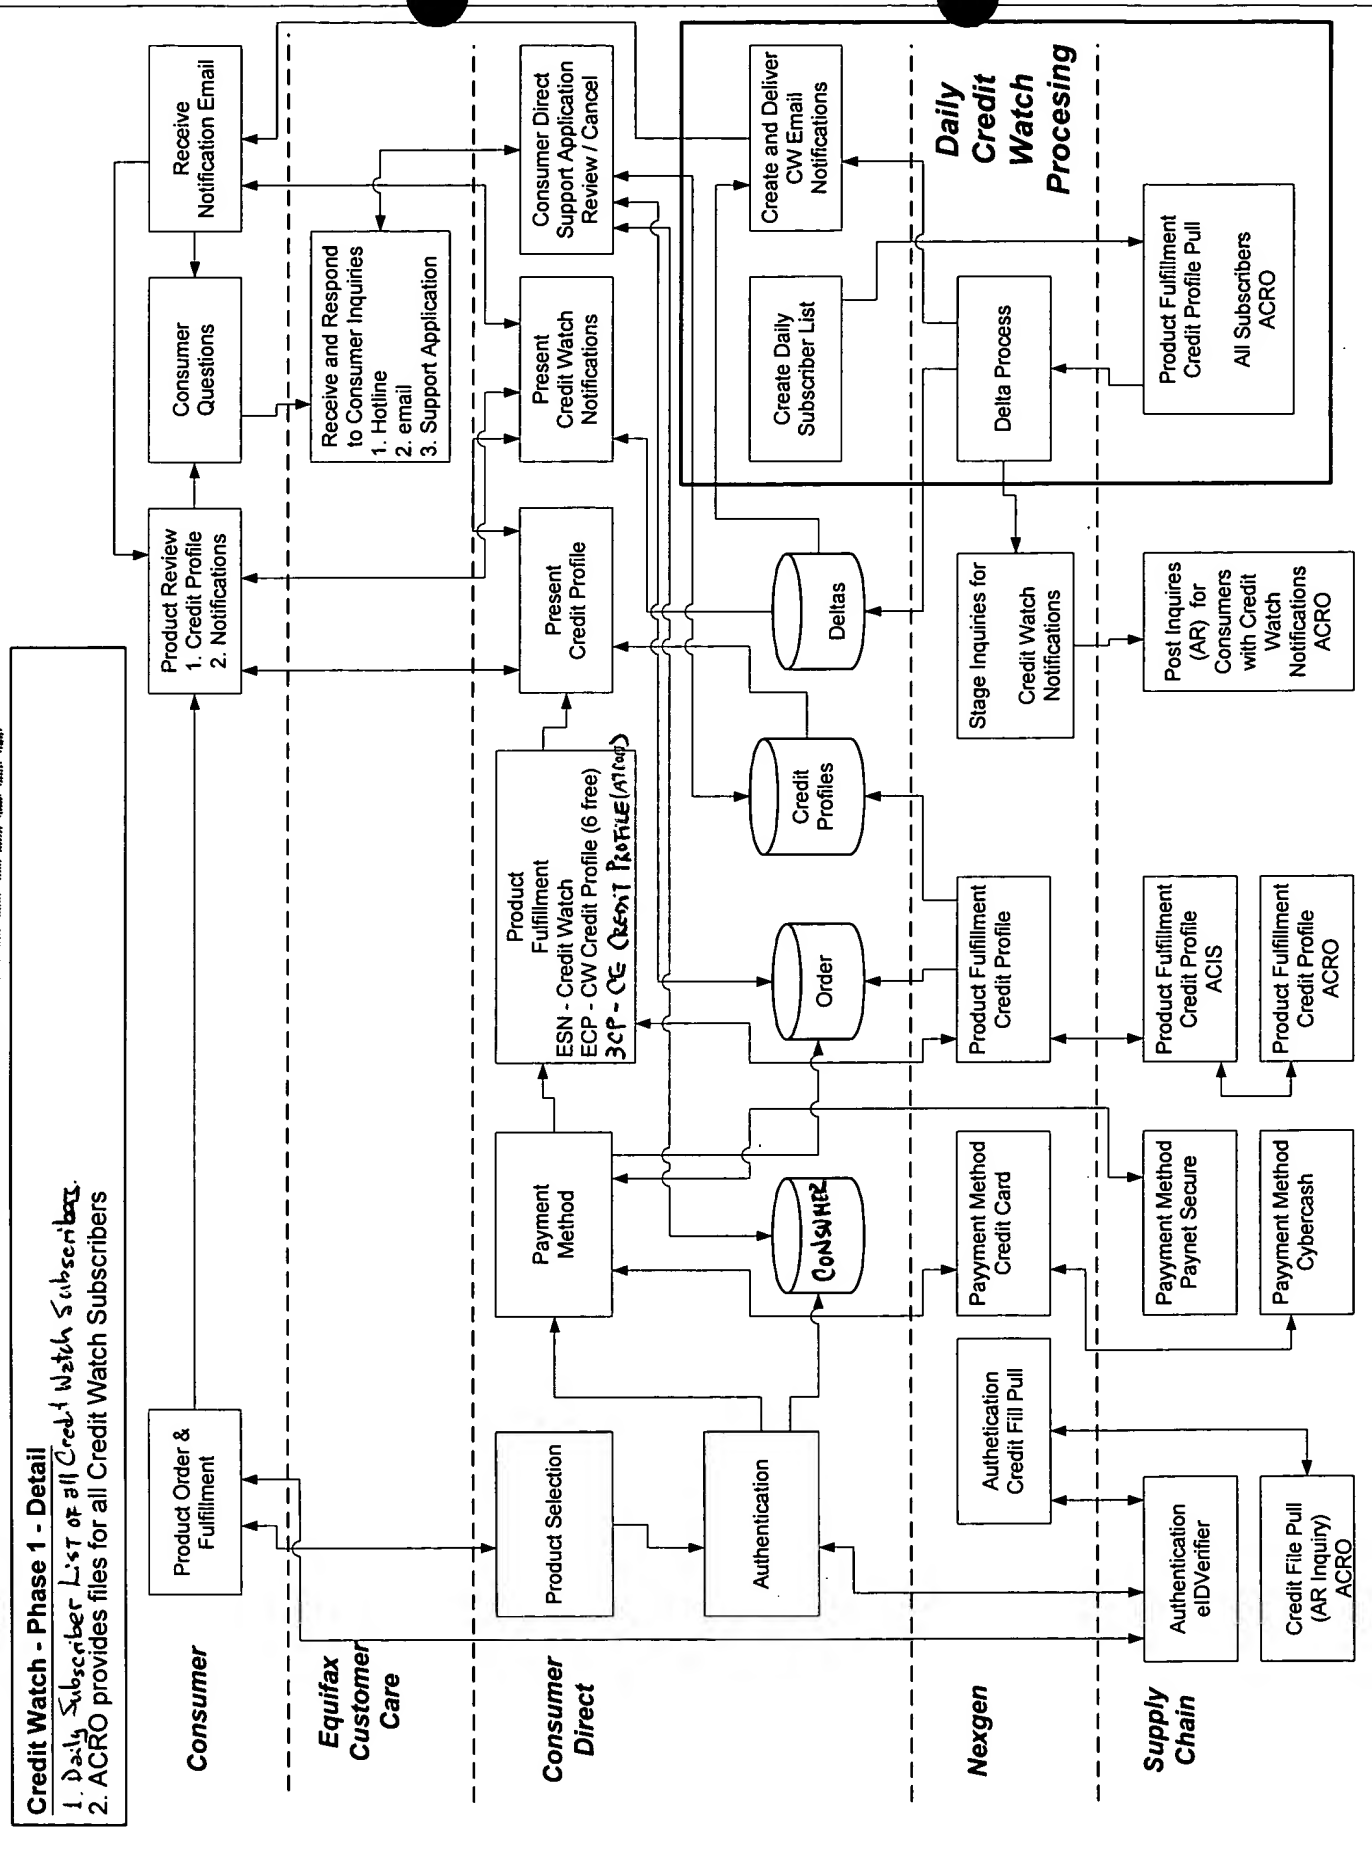 Credit Watch - Phase 1 - Detail
1. Daily Subscriber List of all Credit Watch Subscribers.
2. ACRO provides files for all Credit Watch Subscribers
Consumer
Product Order &
Fulfillment
Product Review
1. Credit Profile
2. Notifications
Consumer
Questions
Receive
Notification Email
Equifax
Customer
Care
Receive and Respond
to Consumer Inquiries
1. Hotline
2. email
3. Support Application
Consumer
Direct
Product Selection
Payment
Method
Product
Fulfillment
ESN - Credit Watch
ECP - CW Credit Profile (6 free)
3CP - CE CREDIT PROFILE
Present
Credit Profile
Present
Credit Watch
Notifications
Consumer Direct
Support Application
Review / Cancel
Authentication
CONSUMER
Order
Credit
Profiles
Deltas
Create Daily
Subscriber List
Create and Deliver
CW Email
Notifications
Nexgen
Authetication
Credit Fill Pull
Payyment Method
Credit Card
Product Fulfillment
Credit Profile
Stage Inquiries for
Credit Watch
Notifications
Delta Process
Daily
Credit
Watch
Procesing
Supply
Chain
Authentication
eIDVerifier
Payyment Method
Paynet Secure
Product Fulfillment
Credit Profile
ACIS
Post Inquires
(AR) for
Consumers
with Credit
Watch
Notifications
ACRO
Product Fulfillment
Credit Profile Pull
All Subscribers
ACRO
Credit File Pull
(AR Inquiry)
ACRO
Payyment Method
Cybercash
Product Fulfillment
Credit Profile
ACRO